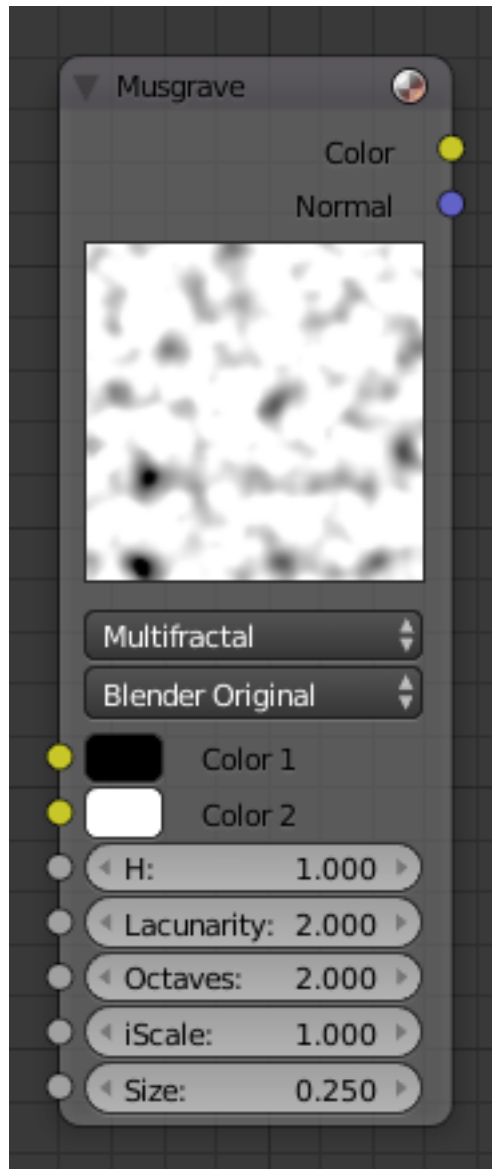 Musgrave
Color
Normal
Multifractal
Blender Original
Color 1
Color 2
H: 1.000
Lacunarity: 2.000
Octaves: 2.000
iScale: 1.000
Size: 0.250